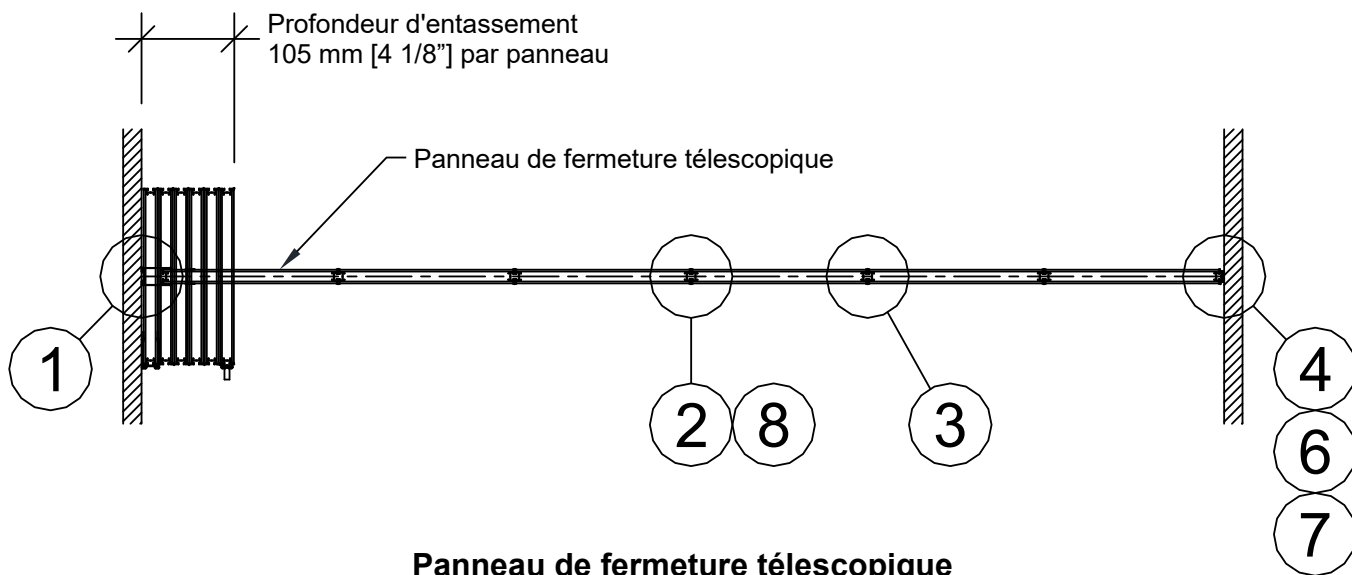 Profondeur d'entassement
105 mm [4 1/8”] par panneau
Panneau de fermeture télescopique
1
2
8
3
4
6
7
Panneau de fermeture télescopique